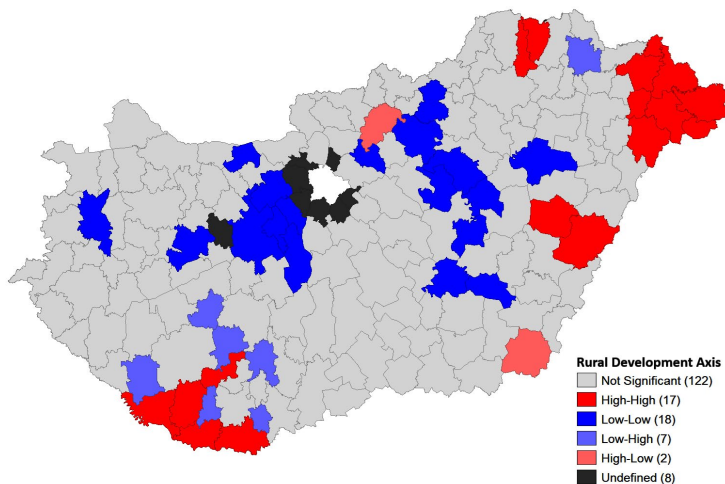 Rural Development Axis
Not Significant (122)
High-High (17)
Low-Low (18)
Low-High (7)
High-Low (2)
Undefined (8)